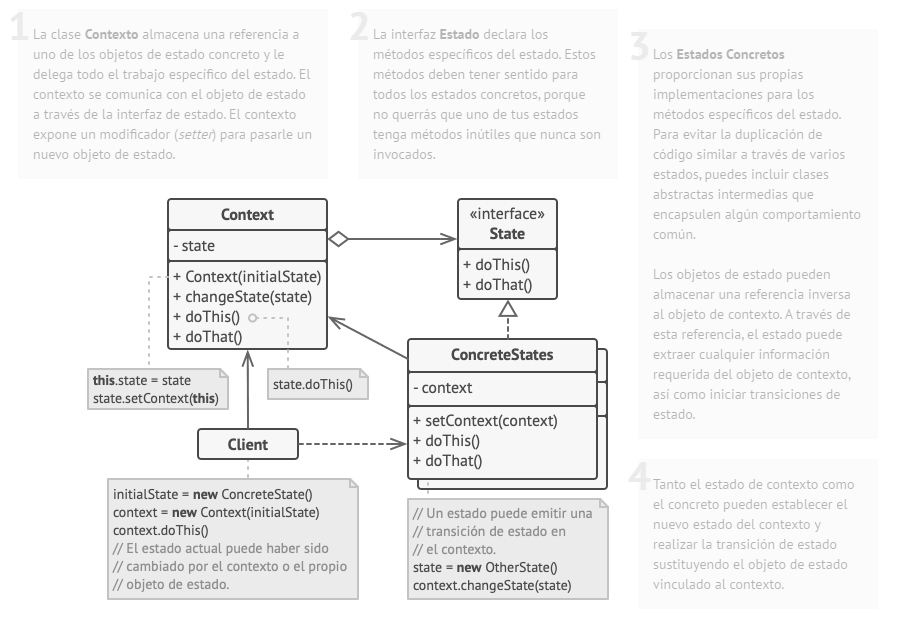 1
La clase Contexto almacena una referencia a
uno de los objetos de estado concreto y le
delega todo el trabajo específico del estado. El
contexto se comunica con el objeto de estado
a través de la interfaz de estado. El contexto
expone un modificador (setter) para pasarle un
nuevo objeto de estado.
2
La interfaz Estado declara los
métodos específicos del estado. Estos
métodos deben tener sentido para
todos los estados concretos, porque
no querrás que uno de tus estados
tenga métodos inútiles que nunca son
invocados.
3
Los Estados Concretos
proporcionan sus propias
implementaciones para los
métodos específicos del estado.
Para evitar la duplicación de
código similar a través de varios
estados, puedes incluir clases
abstractas intermedias que
encapsulen algún comportamiento
común.
Los objetos de estado pueden
almacenar una referencia inversa
al objeto de contexto. A través de
esta referencia, el estado puede
extraer cualquier información
requerida del objeto de contexto,
así como iniciar transiciones de
estado.
Context
- state
+ Context(initialState)
+ changeState(state)
+ doThis()
+ doThat()
«interface»
State
+ doThis()
+ doThat()
ConcreteStates
- context
+ setContext(context)
+ doThis()
+ doThat()
this.state = state
state.setContext(this)
state.doThis()
Client
initialState = new ConcreteState()
context = new Context(initialState)
context.doThis()
// El estado actual puede haber sido
// cambiado por el contexto o el propio
// objeto de estado.
// Un estado puede emitir una
// transición de estado en
// el contexto.
state = new OtherState()
context.changeState(state)
4
Tanto el estado de contexto como
el concreto pueden establecer el
nuevo estado del contexto y
realizar la transición de estado
sustituyendo el objeto de estado
vinculado al contexto.